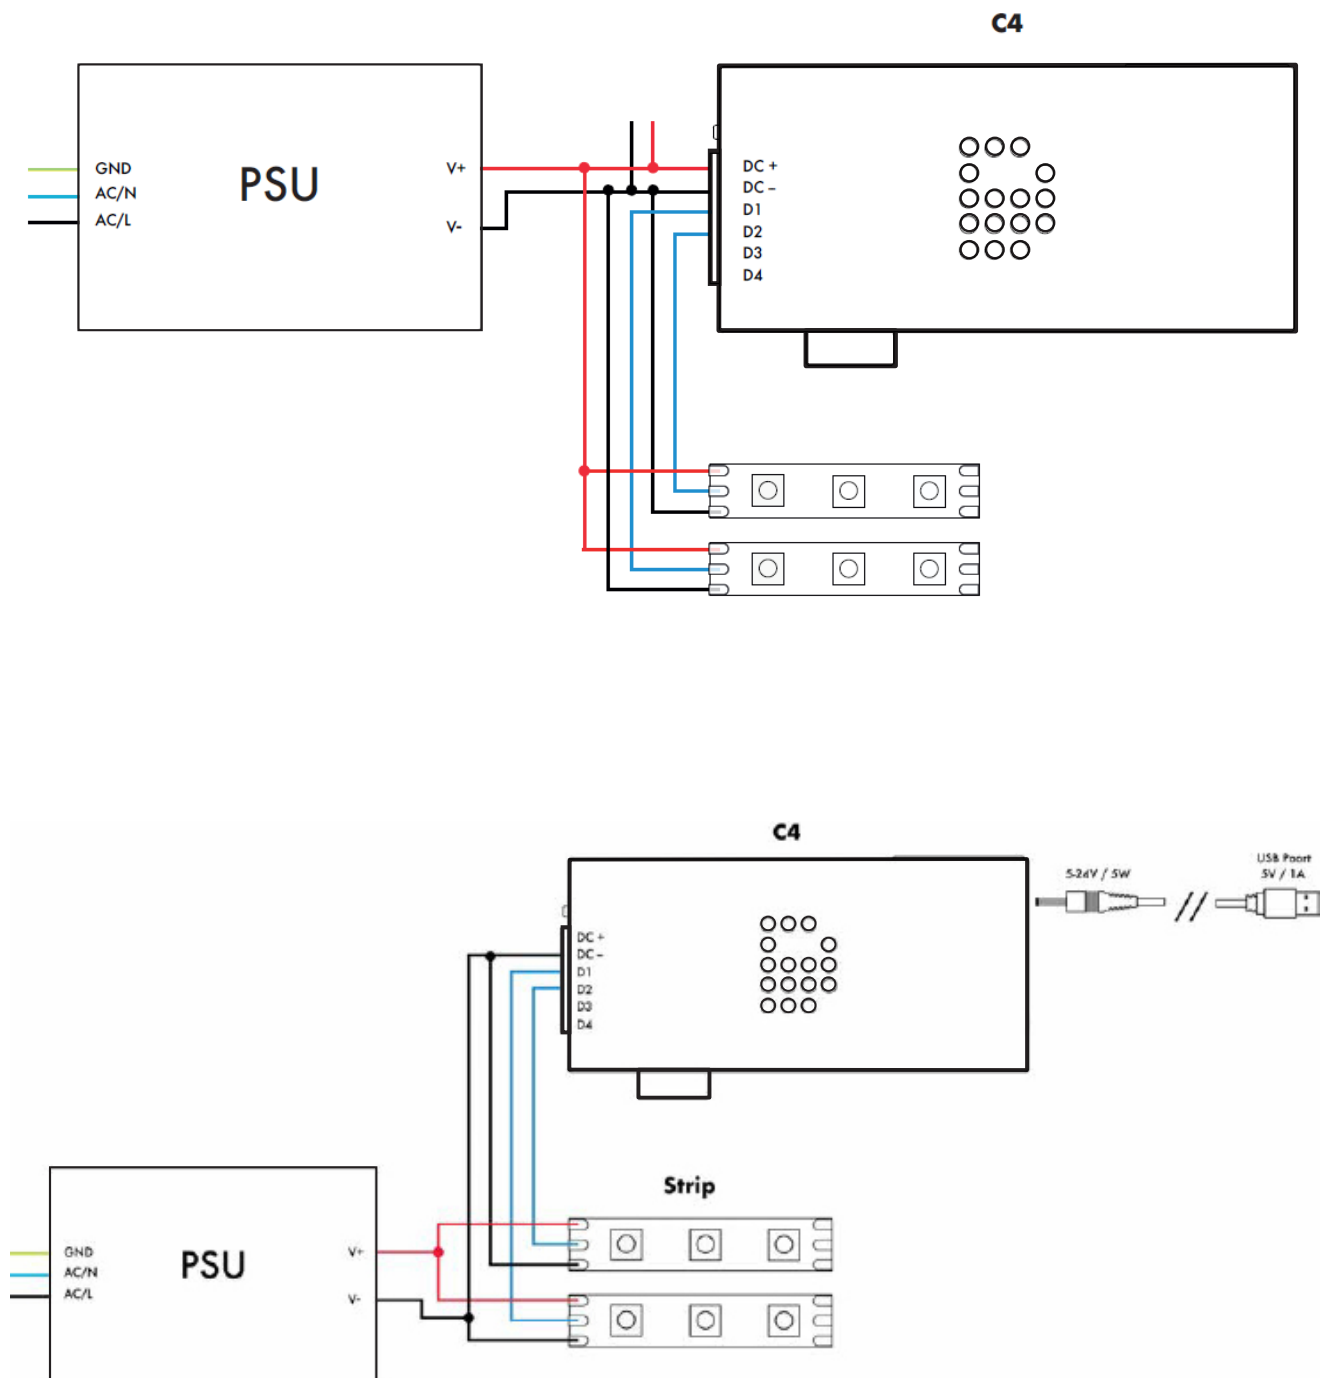 C4
GND
AC/N
AC/L
PSU
V+
V-
DC +
DC –
D1
D2
D3
D4
C4
5-24V / 5W
USB Poort
5V / 1A
DC +
DC –
D1
D2
D3
D4
Strip
GND
AC/N
AC/L
PSU
V+
V-